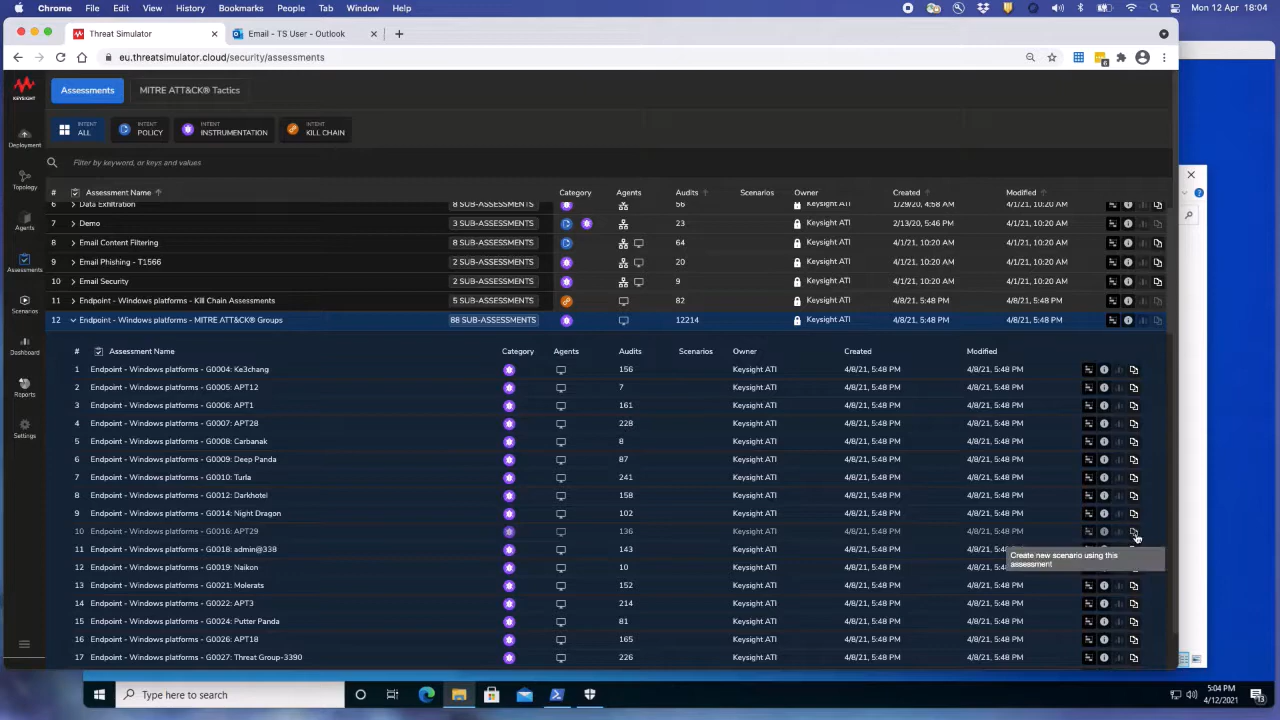 Chrome File Edit View History Bookmarks People Tab Window Help Mon 12 Apr 18:04
Threat Simulator
Email - TS User - Outlook
eu.threatsimulator.cloud/security/assessments
6
KEYSIGHT
Assessments MITRE ATT&CK® Tactics
INTENT ALL
INTENT POLICY
INTENT INSTRUMENTATION
INTENT KILL CHAIN
Filter by keyword, or keys and values
Deployment
Topology
Agents
Assessments
Scenarios
Dashboard
Reports
Settings
# Assessment Name Category Agents Audits Scenarios Owner Created Modified
6 Data Exfiltration 8 SUB-ASSESSMENTS 56 Keysight ATI 1/29/20, 4:58 AM 4/1/21, 10:20 AM
7 Demo 3 SUB-ASSESSMENTS 23 Keysight ATI 2/13/20, 5:46 PM 4/1/21, 10:20 AM
8 Email Content Filtering 8 SUB-ASSESSMENTS 64 Keysight ATI 4/1/21, 10:20 AM 4/1/21, 10:20 AM
9 Email Phishing - T1566 2 SUB-ASSESSMENTS 20 Keysight ATI 4/1/21, 10:20 AM 4/1/21, 10:20 AM
10 Email Security 2 SUB-ASSESSMENTS 9 Keysight ATI 4/1/21, 10:20 AM 4/1/21, 10:20 AM
11 Endpoint - Windows platforms - Kill Chain Assessments 5 SUB-ASSESSMENTS 82 Keysight ATI 4/8/21, 5:48 PM 4/8/21, 5:48 PM
12 Endpoint - Windows platforms - MITRE ATT&CK® Groups 88 SUB-ASSESSMENTS 12214 Keysight ATI 4/8/21, 5:48 PM 4/8/21, 5:48 PM
# Assessment Name Category Agents Audits Scenarios Owner Created Modified
1 Endpoint - Windows platforms - G0004: Ke3chang 156 Keysight ATI 4/8/21, 5:48 PM 4/8/21, 5:48 PM
2 Endpoint - Windows platforms - G0005: APT12 7 Keysight ATI 4/8/21, 5:48 PM 4/8/21, 5:48 PM
3 Endpoint - Windows platforms - G0006: APT1 161 Keysight ATI 4/8/21, 5:48 PM 4/8/21, 5:48 PM
4 Endpoint - Windows platforms - G0007: APT28 228 Keysight ATI 4/8/21, 5:48 PM 4/8/21, 5:48 PM
5 Endpoint - Windows platforms - G0008: Carbanak 8 Keysight ATI 4/8/21, 5:48 PM 4/8/21, 5:48 PM
6 Endpoint - Windows platforms - G0009: Deep Panda 87 Keysight ATI 4/8/21, 5:48 PM 4/8/21, 5:48 PM
7 Endpoint - Windows platforms - G0010: Turla 241 Keysight ATI 4/8/21, 5:48 PM 4/8/21, 5:48 PM
8 Endpoint - Windows platforms - G0012: Darkhotel 158 Keysight ATI 4/8/21, 5:48 PM 4/8/21, 5:48 PM
9 Endpoint - Windows platforms - G0014: Night Dragon 102 Keysight ATI 4/8/21, 5:48 PM 4/8/21, 5:48 PM
10 Endpoint - Windows platforms - G0016: APT29 136 Keysight ATI 4/8/21, 5:48 PM 4/8/21, 5:48 PM
11 Endpoint - Windows platforms - G0018: admin@338 143 Keysight ATI 4/8/21, 5:48 PM 4/8/21, 5:48 PM
Create new scenario using this
assessment
12 Endpoint - Windows platforms - G0019: Naikon 10 Keysight ATI 4/8/21, 5:48 PM 4/8/21, 5:48 PM
13 Endpoint - Windows platforms - G0021: Molerats 152 Keysight ATI 4/8/21, 5:48 PM 4/8/21, 5:48 PM
14 Endpoint - Windows platforms - G0022: APT3 214 Keysight ATI 4/8/21, 5:48 PM 4/8/21, 5:48 PM
15 Endpoint - Windows platforms - G0024: Putter Panda 81 Keysight ATI 4/8/21, 5:48 PM 4/8/21, 5:48 PM
16 Endpoint - Windows platforms - G0026: APT18 165 Keysight ATI 4/8/21, 5:48 PM 4/8/21, 5:48 PM
17 Endpoint - Windows platforms - G0027: Threat Group-3390 226 Keysight ATI 4/8/21, 5:48 PM 4/8/21, 5:48 PM
Type here to search
5:04 PM
4/12/2021
13